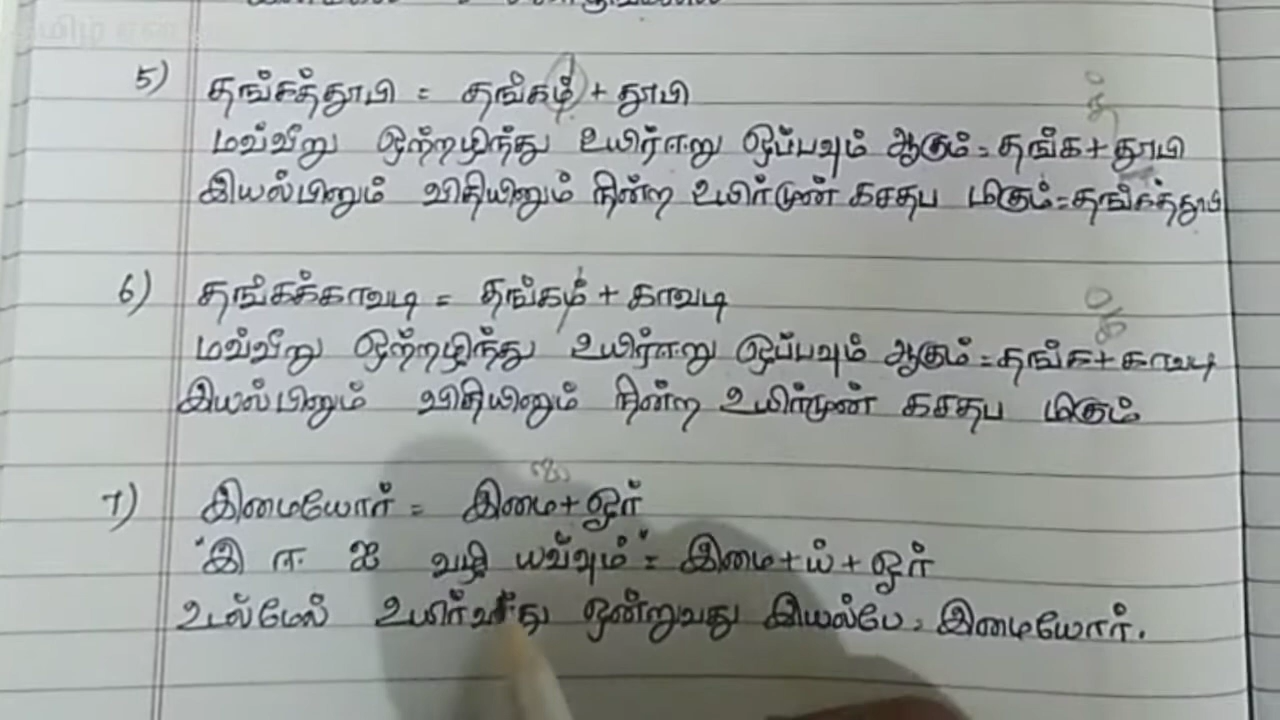 5) தங்கத்தூபி = தங்கம் + தூபி
மவ்வீறு ஒற்றழிந்து உயிர்ஈறு ஒப்பவும் ஆகும் = தங்க + தூபி
இயல்பினும் விதியினும் நின்ற உயிர்முன் கசதப மிகும் = தங்கத்தூபி
6) தங்கக்காவடி = தங்கம் + காவடி
மவ்வீறு ஒற்றழிந்து உயிர்ஈறு ஒப்பவும் ஆகும் = தங்க + காவடி
இயல்பினும் விதியினும் நின்ற உயிர்முன் கசதப மிகும்
7) இமையோர் = இமை + ஓர்
"இ ஈ ஐ வழி யவ்வும்" = இமை + ய் + ஓர்
உடல்மேல் உயிர்வந்து ஒன்றுவது இயல்பே = இமையோர்.